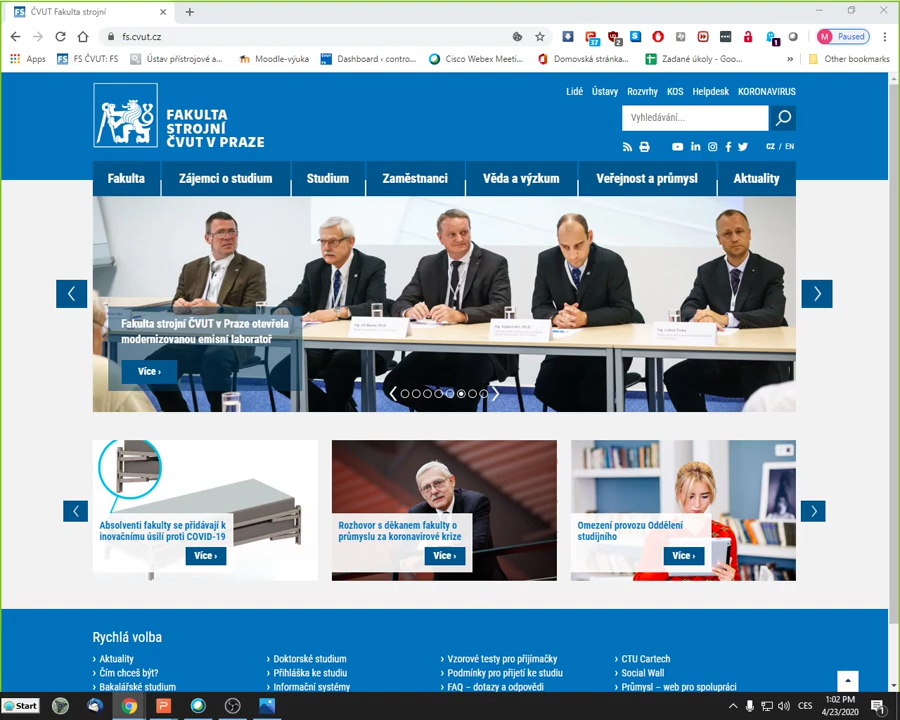 ČVUT Fakulta strojní
fs.cvut.cz
37
2
1
M Paused
Apps
FS ČVUT: FS
Ústav přístrojové a...
Moodle-výuka
Dashboard ‹ contro...
Cisco Webex Meeti...
Domovská stránka...
Zadané úkoly - Goo...
»
Other bookmarks
Lidé Ústavy Rozvrhy KOS Helpdesk KORONAVIRUS
FAKULTA
STROJNÍ
ČVUT V PRAZE
Vyhledávání...
CZ / EN
Fakulta
Zájemci o studium
Studium
Zaměstnanci
Věda a výzkum
Veřejnost a průmysl
Aktuality
Fakulta strojní ČVUT v Praze otevřela
modernizovanou emisní laboratoř
Více ›
Absolventi fakulty se přidávají k
inovačnímu úsilí proti COVID-19
Více ›
Rozhovor s děkanem fakulty o
průmyslu za koronavirové krize
Více ›
Omezení provozu Oddělení
studijního
Více ›
Rychlá volba
› Aktuality
› Doktorské studium
› Vzorové testy pro přijímačky
› CTU Cartech
› Čím chceš být?
› Přihláška ke studiu
› Podmínky pro přijetí ke studiu
› Social Wall
› Bakalářské studium
› Informační systémy
› FAQ – dotazy a odpovědi
› Průmysl – web pro spolupráci
Start
CES
1:02 PM
4/23/2020
1